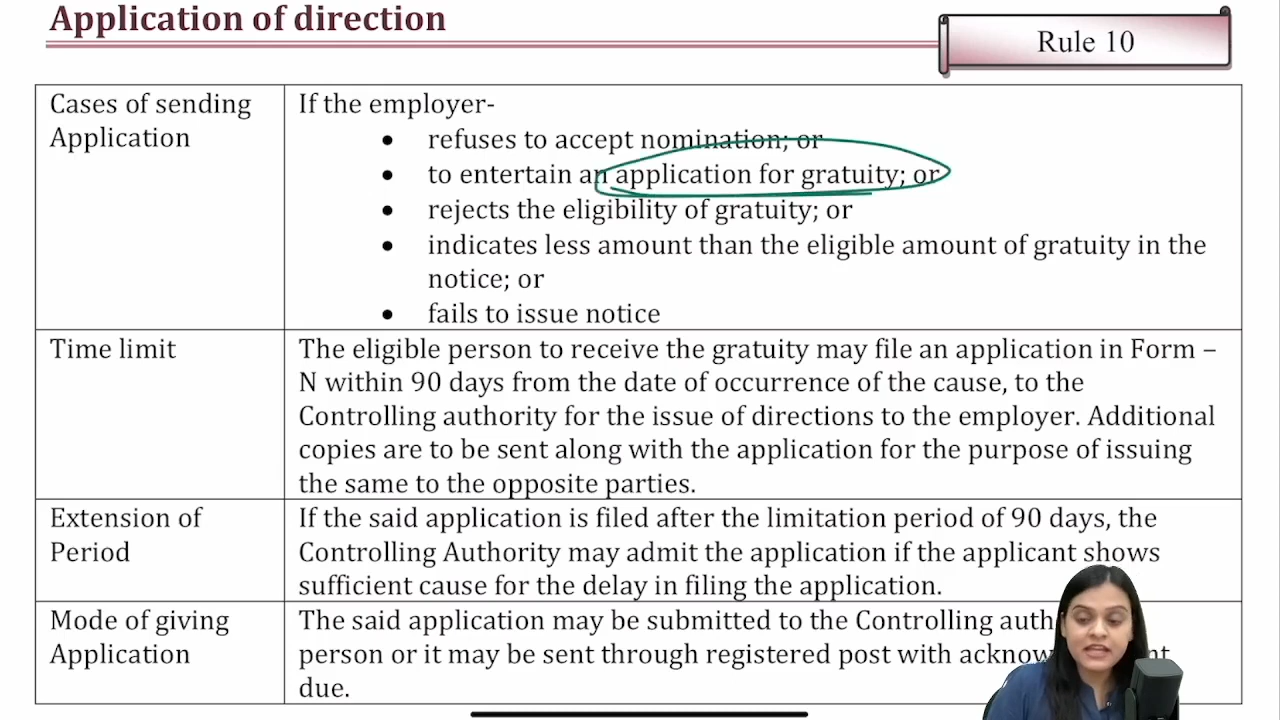 Application of direction
Rule 10
Cases of sending
Application
If the employer-
• refuses to accept nomination; or
• to entertain an application for gratuity; or
• rejects the eligibility of gratuity; or
• indicates less amount than the eligible amount of gratuity in the
notice; or
• fails to issue notice
Time limit
The eligible person to receive the gratuity may file an application in Form –
N within 90 days from the date of occurrence of the cause, to the
Controlling authority for the issue of directions to the employer. Additional
copies are to be sent along with the application for the purpose of issuing
the same to the opposite parties.
Extension of
Period
If the said application is filed after the limitation period of 90 days, the
Controlling Authority may admit the application if the applicant shows
sufficient cause for the delay in filing the application.
Mode of giving
Application
The said application may be submitted to the Controlling
person or it may be sent through registered post with
due.